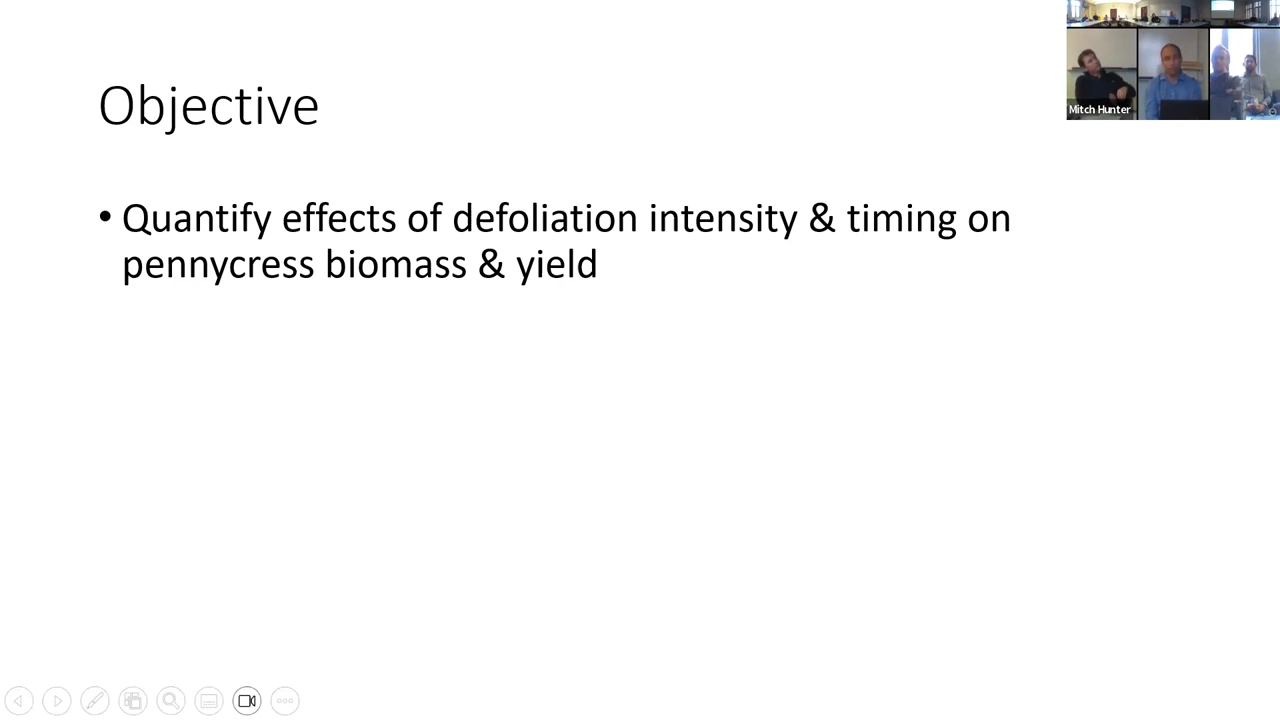 Objective
• Quantify effects of defoliation intensity & timing on
pennycress biomass & yield
Mitch Hunter